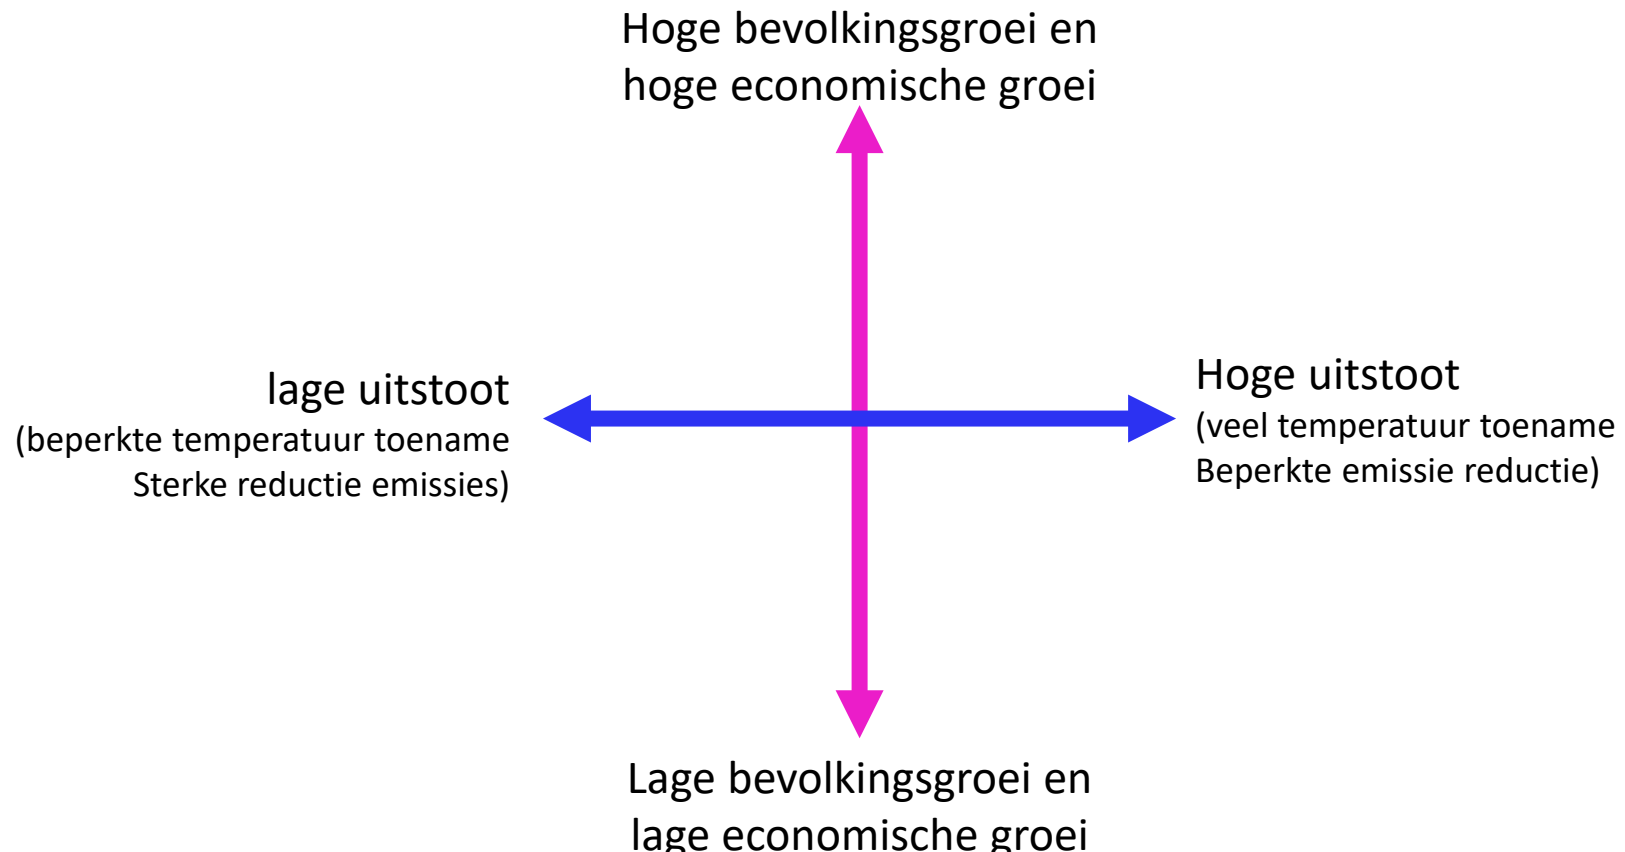 Hoge bevolkingsgroei en
hoge economische groei
lage uitstoot
(beperkte temperatuur toename
Sterke reductie emissies)
Hoge uitstoot
(veel temperatuur toename
Beperkte emissie reductie)
Lage bevolkingsgroei en
lage economische groei